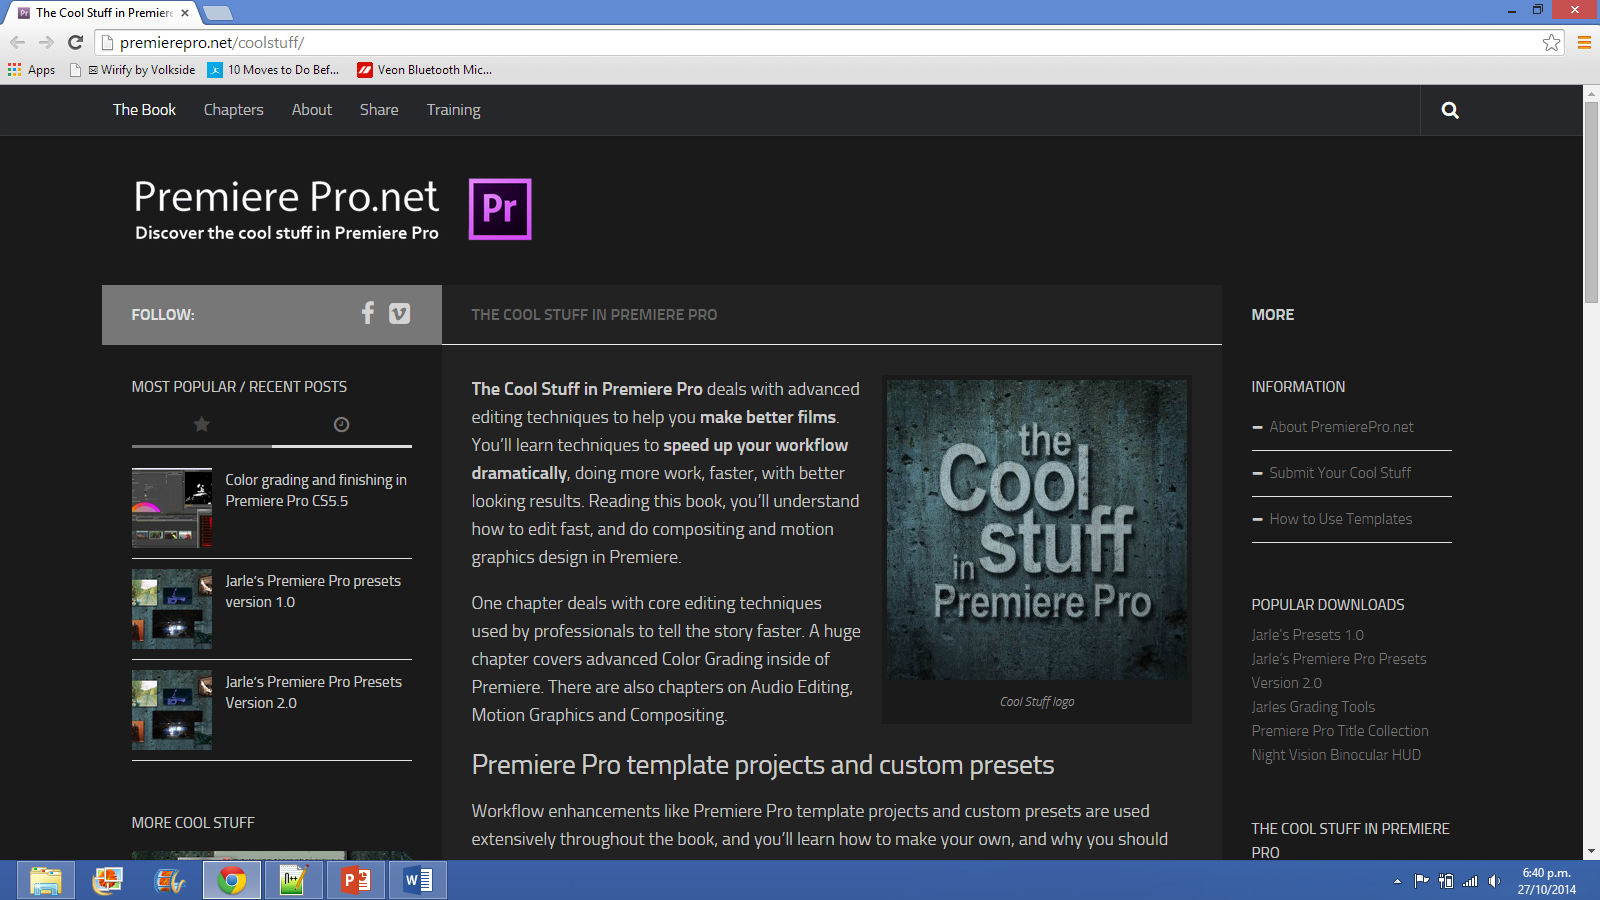 The Cool Stuff in Premiere
premierepro.net/coolstuff/
Apps
Wirify by Volkside
10 Moves to Do Bef...
Veon Bluetooth Mic...
The Book
Chapters
About
Share
Training
Premiere Pro.net
Discover the cool stuff in Premiere Pro
Pr
FOLLOW:
MOST POPULAR / RECENT POSTS
Color grading and finishing in
Premiere Pro CS5.5
Jarle's Premiere Pro presets
version 1.0
Jarle's Premiere Pro Presets
Version 2.0
MORE COOL STUFF
THE COOL STUFF IN PREMIERE PRO
The Cool Stuff in Premiere Pro deals with advanced
editing techniques to help you make better films.
You'll learn techniques to speed up your workflow
dramatically, doing more work, faster, with better
looking results. Reading this book, you'll understand
how to edit fast, and do compositing and motion
graphics design in Premiere.
One chapter deals with core editing techniques
used by professionals to tell the story faster. A huge
chapter covers advanced Color Grading inside of
Premiere. There are also chapters on Audio Editing,
Motion Graphics and Compositing.
the
Cool
stuff
in
Premiere Pro
Cool Stuff logo
Premiere Pro template projects and custom presets
Workflow enhancements like Premiere Pro template projects and custom presets are used
extensively throughout the book, and you'll learn how to make your own, and why you should
MORE
INFORMATION
About PremierePro.net
Submit Your Cool Stuff
How to Use Templates
POPULAR DOWNLOADS
Jarle's Presets 1.0
Jarle's Premiere Pro Presets
Version 2.0
Jarles Grading Tools
Premiere Pro Title Collection
Night Vision Binocular HUD
THE COOL STUFF IN PREMIERE
PRO
6:40 p.m.
27/10/2014